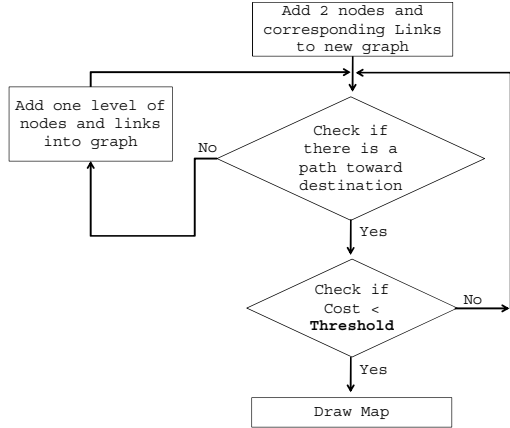 Add 2 nodes and
corresponding Links
to new graph
Add one level of
nodes and links
into graph
No
Check if
there is a
path toward
destination
Yes
Check if
Cost <
Threshold
No
Yes
Draw Map